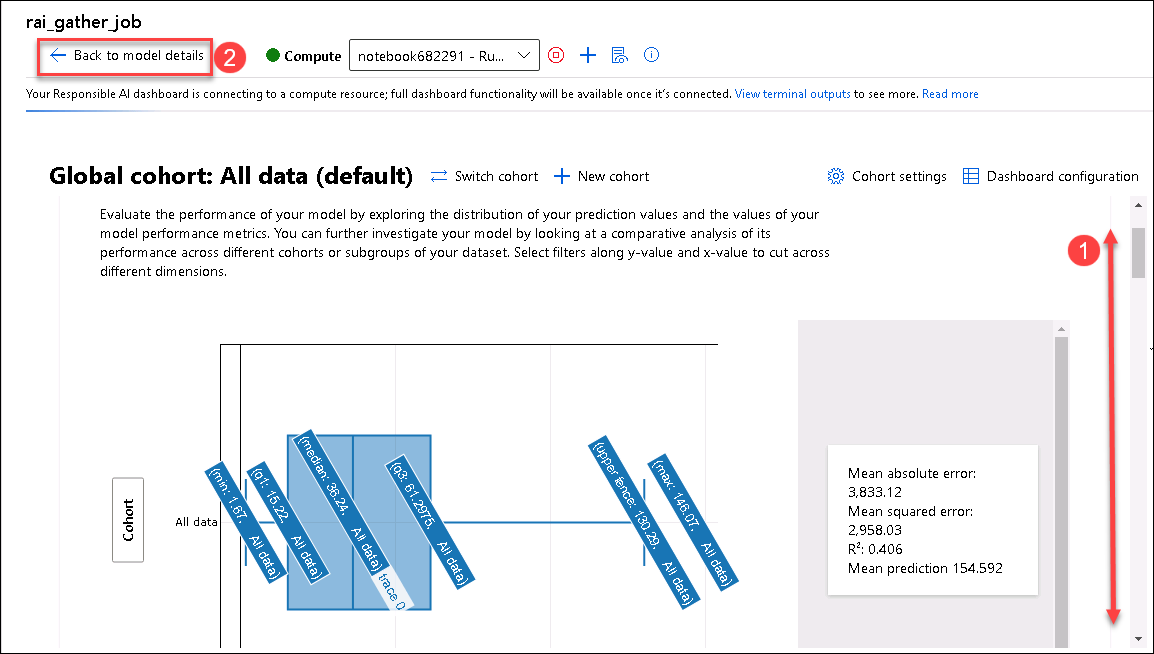 rai_gather_job
Back to model details
2
Compute
notebook682291 - Ru...
Your Responsible AI dashboard is connecting to a compute resource; full dashboard functionality will be available once it's connected. View terminal outputs to see more. Read more
Global cohort: All data (default)
Switch cohort
New cohort
Cohort settings
Dashboard configuration
Evaluate the performance of your model by exploring the distribution of your prediction values and the values of your
model performance metrics. You can further investigate your model by looking at a comparative analysis of its
performance across different cohorts or subgroups of your dataset. Select filters along y-value and x-value to cut across
different dimensions.
1
Cohort
All data
(min: 1.67, All data)
(q1: 15.22, All data)
(median: 36.24, All data) trace 0
(q3: 61.2975, All data)
(upper fence: 130.29, All data)
(max: 146.07, All data)
Mean absolute error:
3,833.12
Mean squared error:
2,958.03
R²: 0.406
Mean prediction 154.592